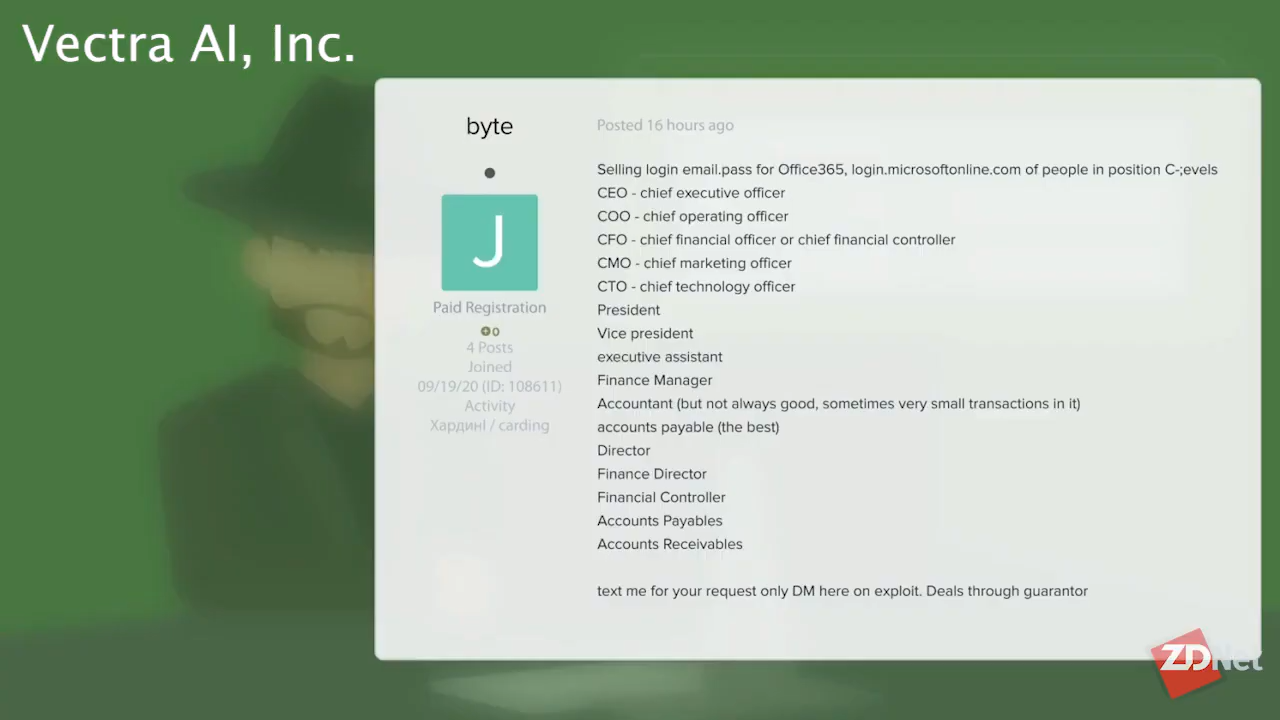 Vectra AI, Inc.
byte
J
Paid Registration
0
4 Posts
Joined
09/19/20 (ID: 108611)
Activity
Хардинl / carding
Posted 16 hours ago
Selling login email.pass for Office365, login.microsoftonline.com of people in position C-;evels
CEO - chief executive officer
COO - chief operating officer
CFO - chief financial officer or chief financial controller
CMO - chief marketing officer
CTO - chief technology officer
President
Vice president
executive assistant
Finance Manager
Accountant (but not always good, sometimes very small transactions in it)
accounts payable (the best)
Director
Finance Director
Financial Controller
Accounts Payables
Accounts Receivables
text me for your request only DM here on exploit. Deals through guarantor
ZDNet